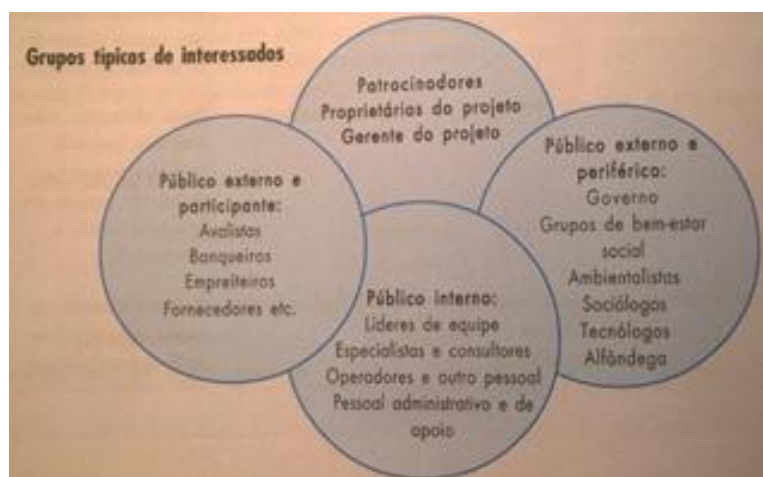 Grupos típicos de interessados
Patrocinadores
Proprietários do projeto
Gerente do projeto
Público externo e
participante:
Avalistas
Banqueiros
Empreiteiros
Fornecedores etc.
Público interno:
Líderes de equipe
Especialistas e consultores
Operadores e outro pessoal
Pessoal administrativo e de
apoio
Público externo e
periférico:
Governo
Grupos de bem-estar
social
Ambientalistas
Sociólogos
Tecnólogos
Alfândega